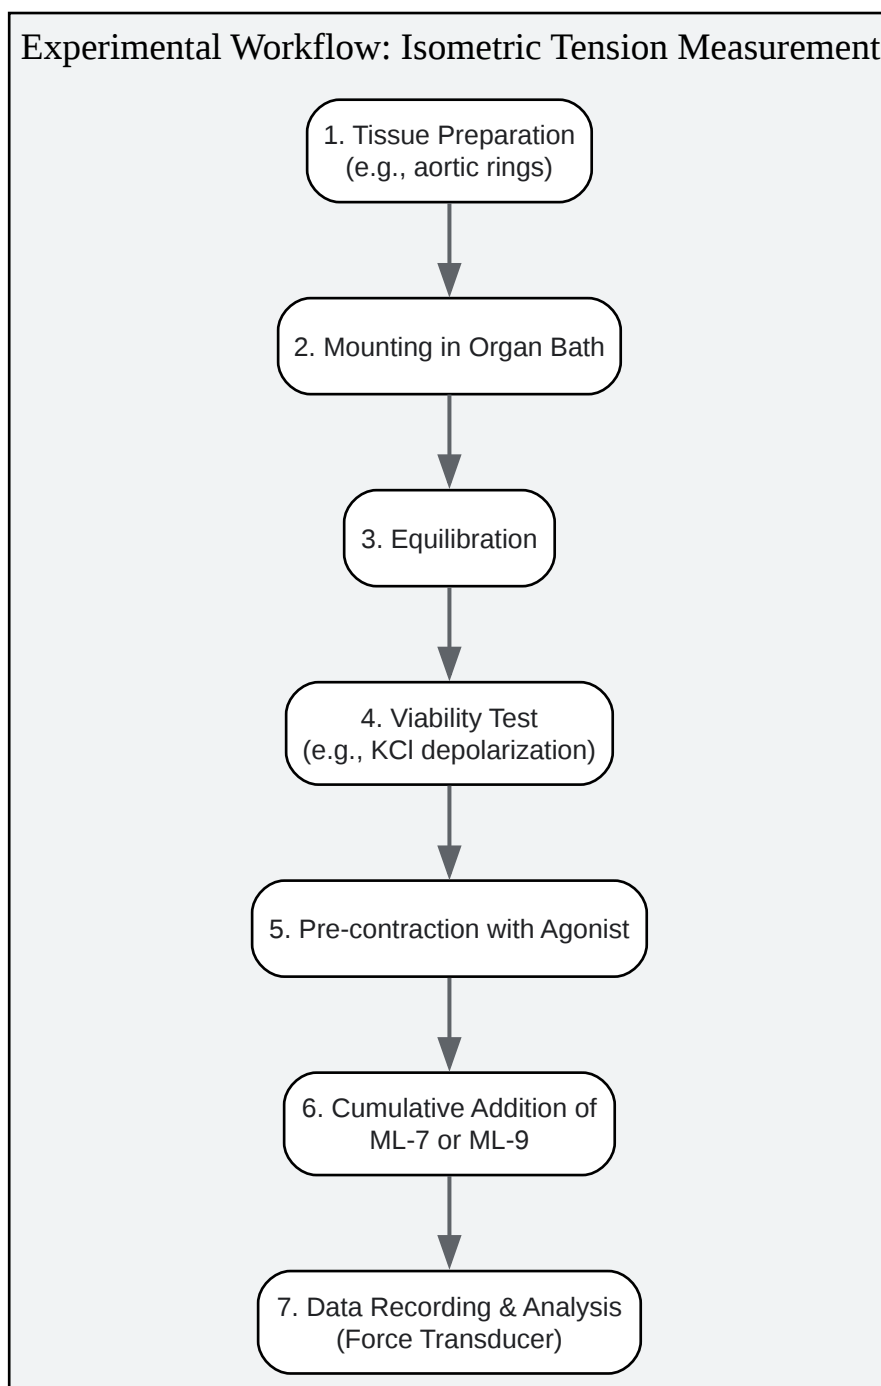 Experimental Workflow: Isometric Tension Measurement
1. Tissue Preparation
(e.g., aortic rings)
2. Mounting in Organ Bath
3. Equilibration
4. Viability Test
(e.g., KCl depolarization)
5. Pre-contraction with Agonist
6. Cumulative Addition of
ML-7 or ML-9
7. Data Recording & Analysis
(Force Transducer)